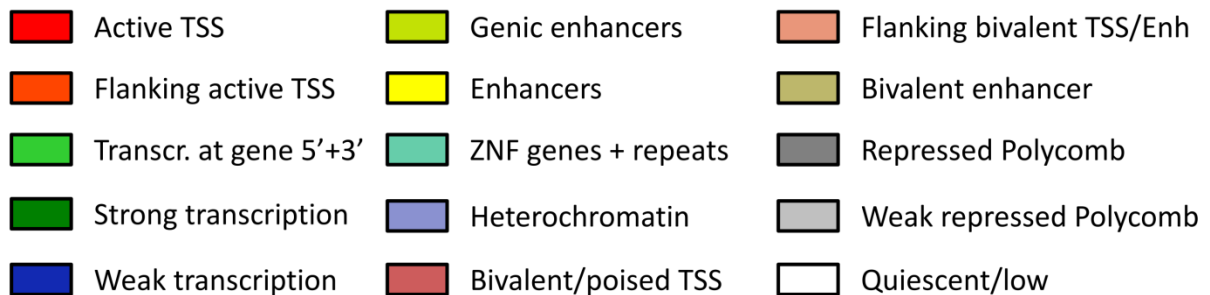 Active TSS
Flanking active TSS
Transcr. at gene 5’+3’
Strong transcription
Weak transcription
Genic enhancers
Enhancers
ZNF genes + repeats
Heterochromatin
Bivalent/poised TSS
Flanking bivalent TSS/Enh
Bivalent enhancer
Repressed Polycomb
Weak repressed Polycomb
Quiescent/low